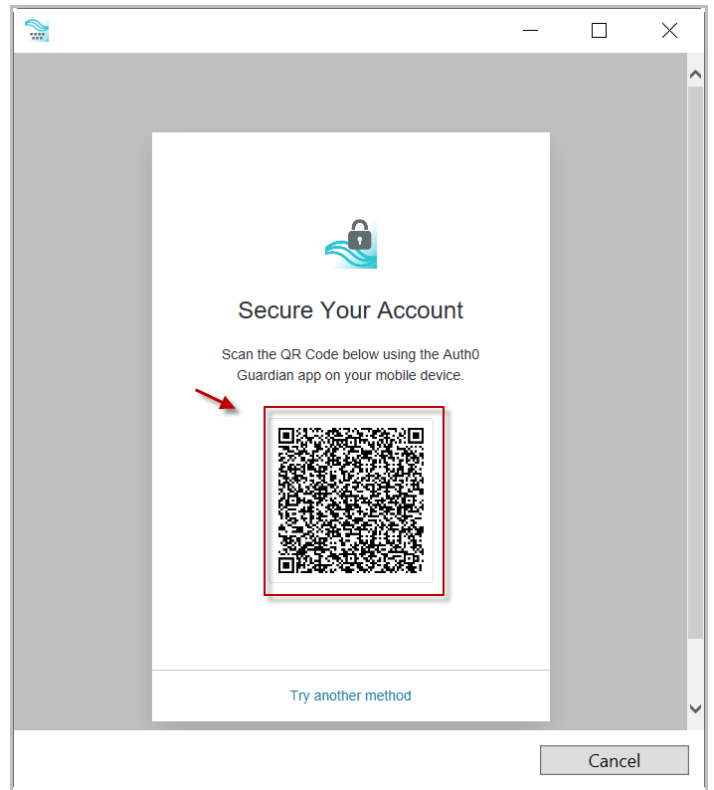 Secure Your Account
Scan the QR Code below using the Auth0
Guardian app on your mobile device.
Try another method
Cancel